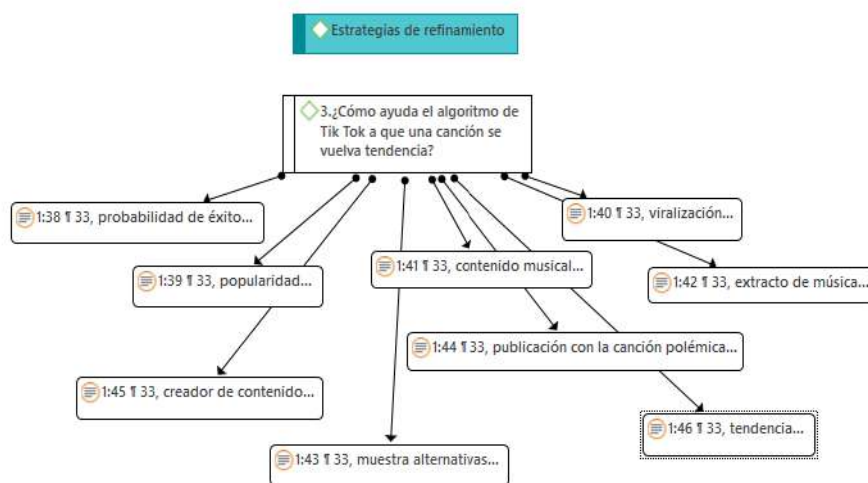 Estrategias de refinamiento
3.¿Cómo ayuda el algoritmo de
Tik Tok a que una canción se
vuelva tendencia?
1:38 ¶ 33, probabilidad de éxito...
1:40 ¶ 33, viralización...
1:39 ¶ 33, popularidad...
1:41 ¶ 33, contenido musical...
1:42 ¶ 33, extracto de música...
1:44 ¶ 33, publicación con la canción polémica...
1:45 ¶ 33, creador de contenido...
1:46 ¶ 33, tendencia...
1:43 ¶ 33, muestra alternativas...